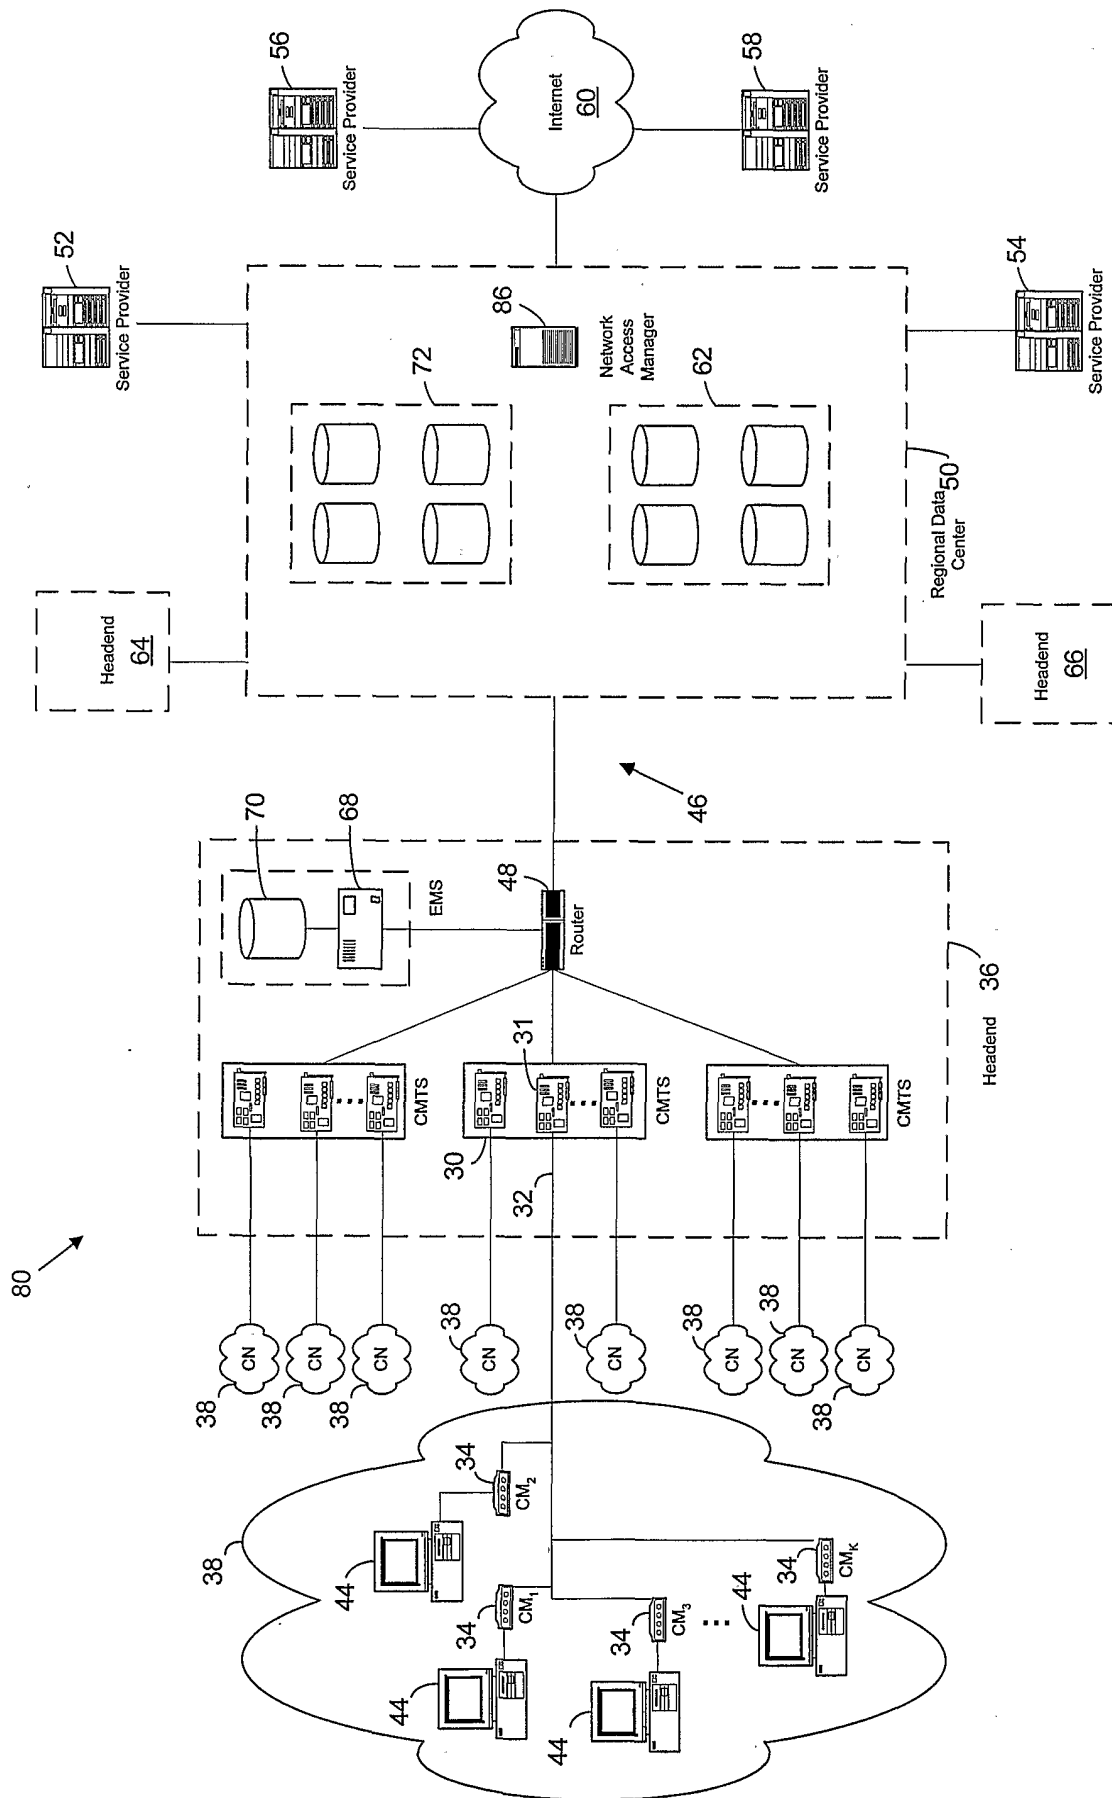 80
38
44
34
CM₂
44
34
CM₁
44
34
CM₃
44
34
CMₖ
CN
38
CN
38
CN
38
CN
38
CN
38
CN
38
CN
38
CN
38
32
30
31
CMTS
CMTS
CMTS
70
68
EMS
48
Router
Headend
36
46
Headend
64
Headend
66
72
62
86
Network
Access
Manager
Regional Data
Center
50
52
Service Provider
54
Service Provider
56
Service Provider
58
Service Provider
Internet
60